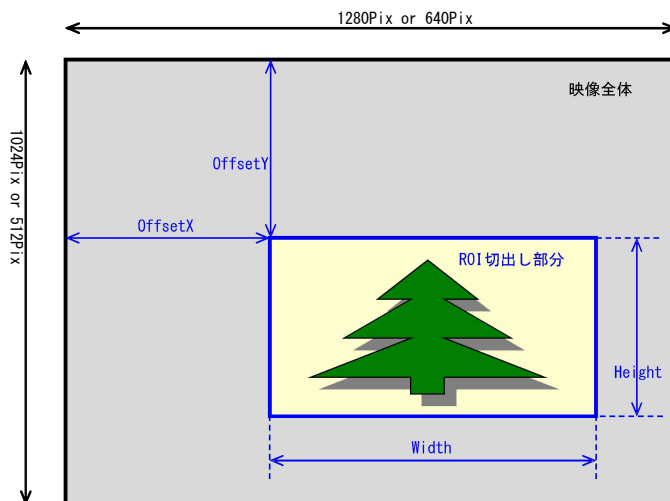 1280Pix or 640Pix
映像全体
1024Pix or 512Pix
OffsetY
OffsetX
ROI切出し部分
Height
Width